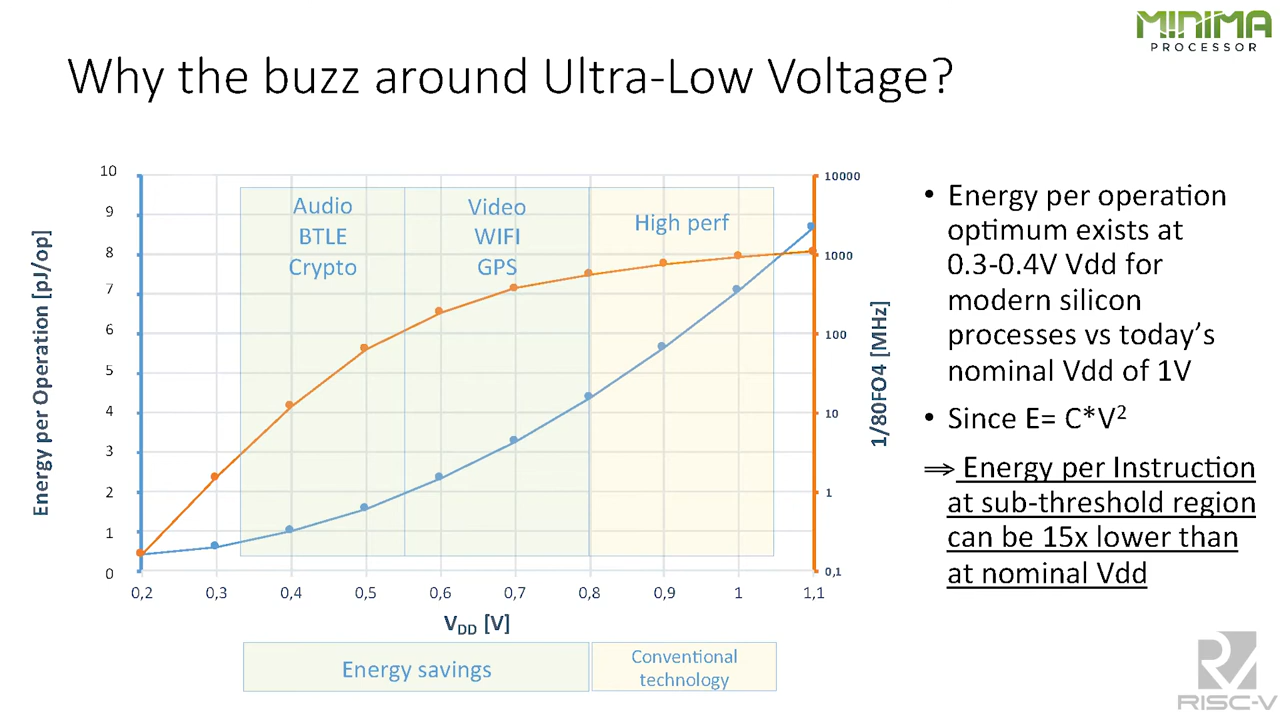 MINIMA
PROCESSOR
Why the buzz around Ultra-Low Voltage?
10
9
8
7
6
5
4
3
2
1
0
Energy per Operation [pJ/op]
Audio
BTLE
Crypto
Video
WIFI
GPS
High perf
10000
1000
100
10
1
0,1
1/80FO4 [MHz]
0,2 0,3 0,4 0,5 0,6 0,7 0,8 0,9 1 1,1
VDD [V]
Energy savings
Conventional
technology
• Energy per operation
optimum exists at
0.3-0.4V Vdd for
modern silicon
processes vs today’s
nominal Vdd of 1V
• Since E= C*V²
⇒ Energy per Instruction
at sub-threshold region
can be 15x lower than
at nominal Vdd
RISC-V